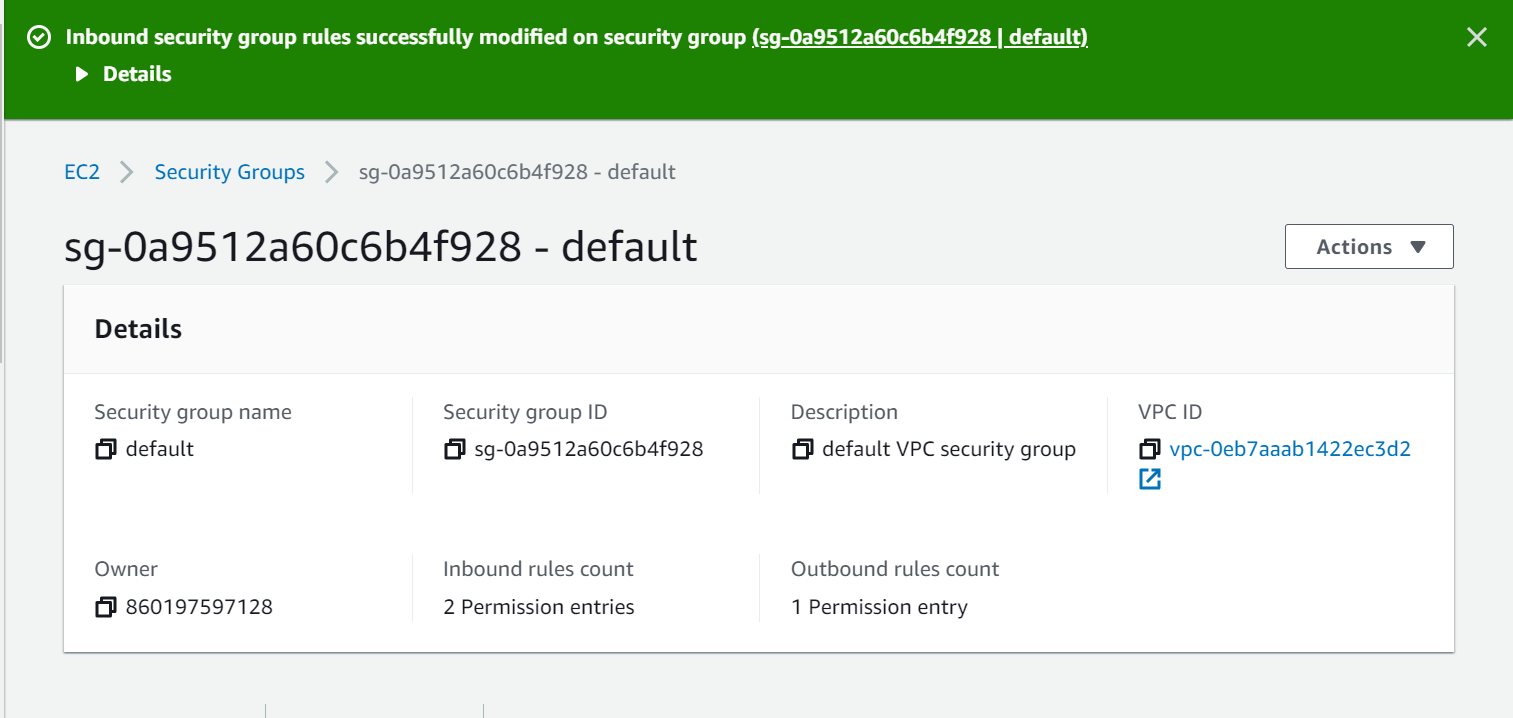 Inbound security group rules successfully modified on security group (sg-0a9512a60c6b4f928 | default)
Details
EC2 > Security Groups > sg-0a9512a60c6b4f928 - default
sg-0a9512a60c6b4f928 - default
Actions
Details
Security group name
default
Security group ID
sg-0a9512a60c6b4f928
Description
default VPC security group
VPC ID
vpc-0eb7aaab1422ec3d2
Owner
860197597128
Inbound rules count
2 Permission entries
Outbound rules count
1 Permission entry